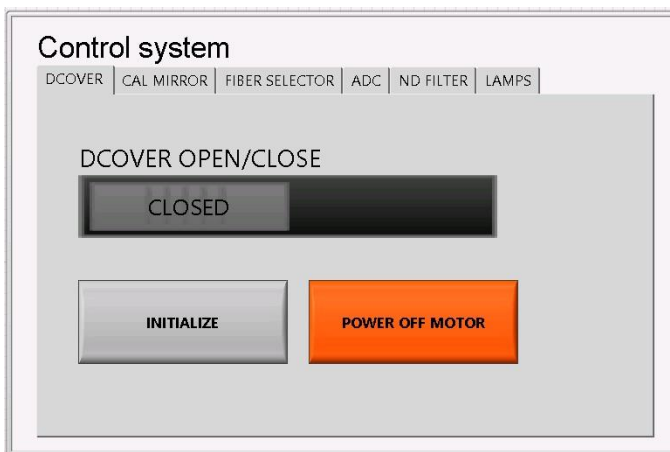 Control system
DCOVER CAL MIRROR FIBER SELECTOR ADC ND FILTER LAMPS
DCOVER OPEN/CLOSE
CLOSED
INITIALIZE POWER OFF MOTOR